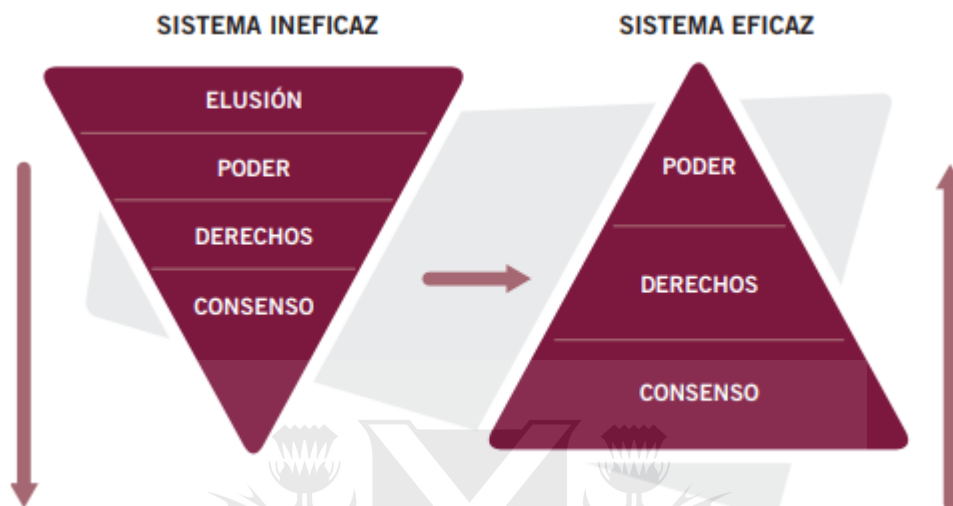 SISTEMA INEFICAZ
ELUSIÓN
PODER
DERECHOS
CONSENSO
SISTEMA EFICAZ
PODER
DERECHOS
CONSENSO